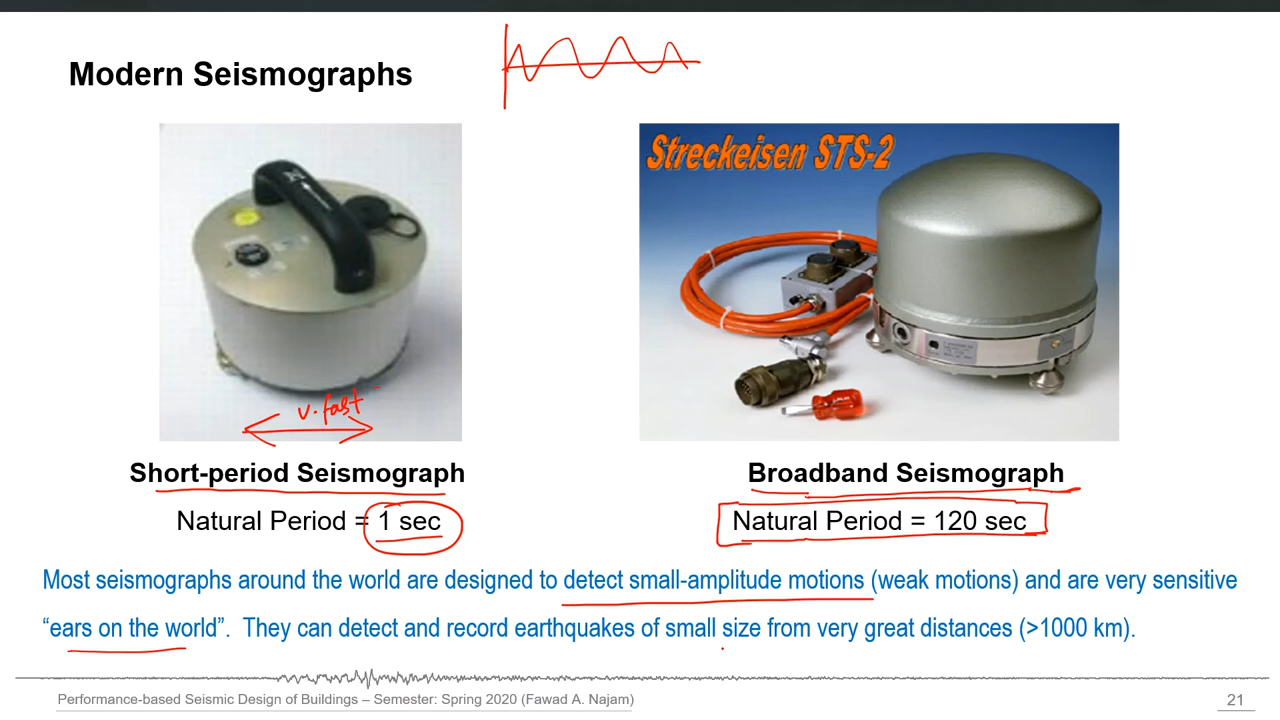 Modern Seismographs
Streckeisen STS-2
v. fast
Short-period Seismograph
Broadband Seismograph
Natural Period = 1 sec
Natural Period = 120 sec
Most seismographs around the world are designed to detect small-amplitude motions (weak motions) and are very sensitive
“ears on the world”. They can detect and record earthquakes of small size from very great distances (>1000 km).
Performance-based Seismic Design of Buildings – Semester: Spring 2020 (Fawad A. Najam)
21